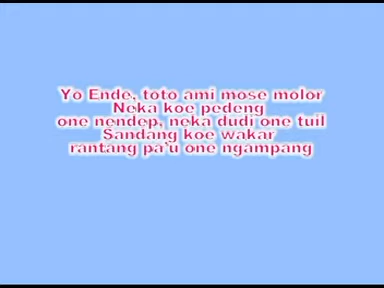 Yo Ende, toto ami mose molor
Neka koe pedeng
one nendep, neka dudi one tuil
Sandang koe wakar
rantang pa'u one ngampang